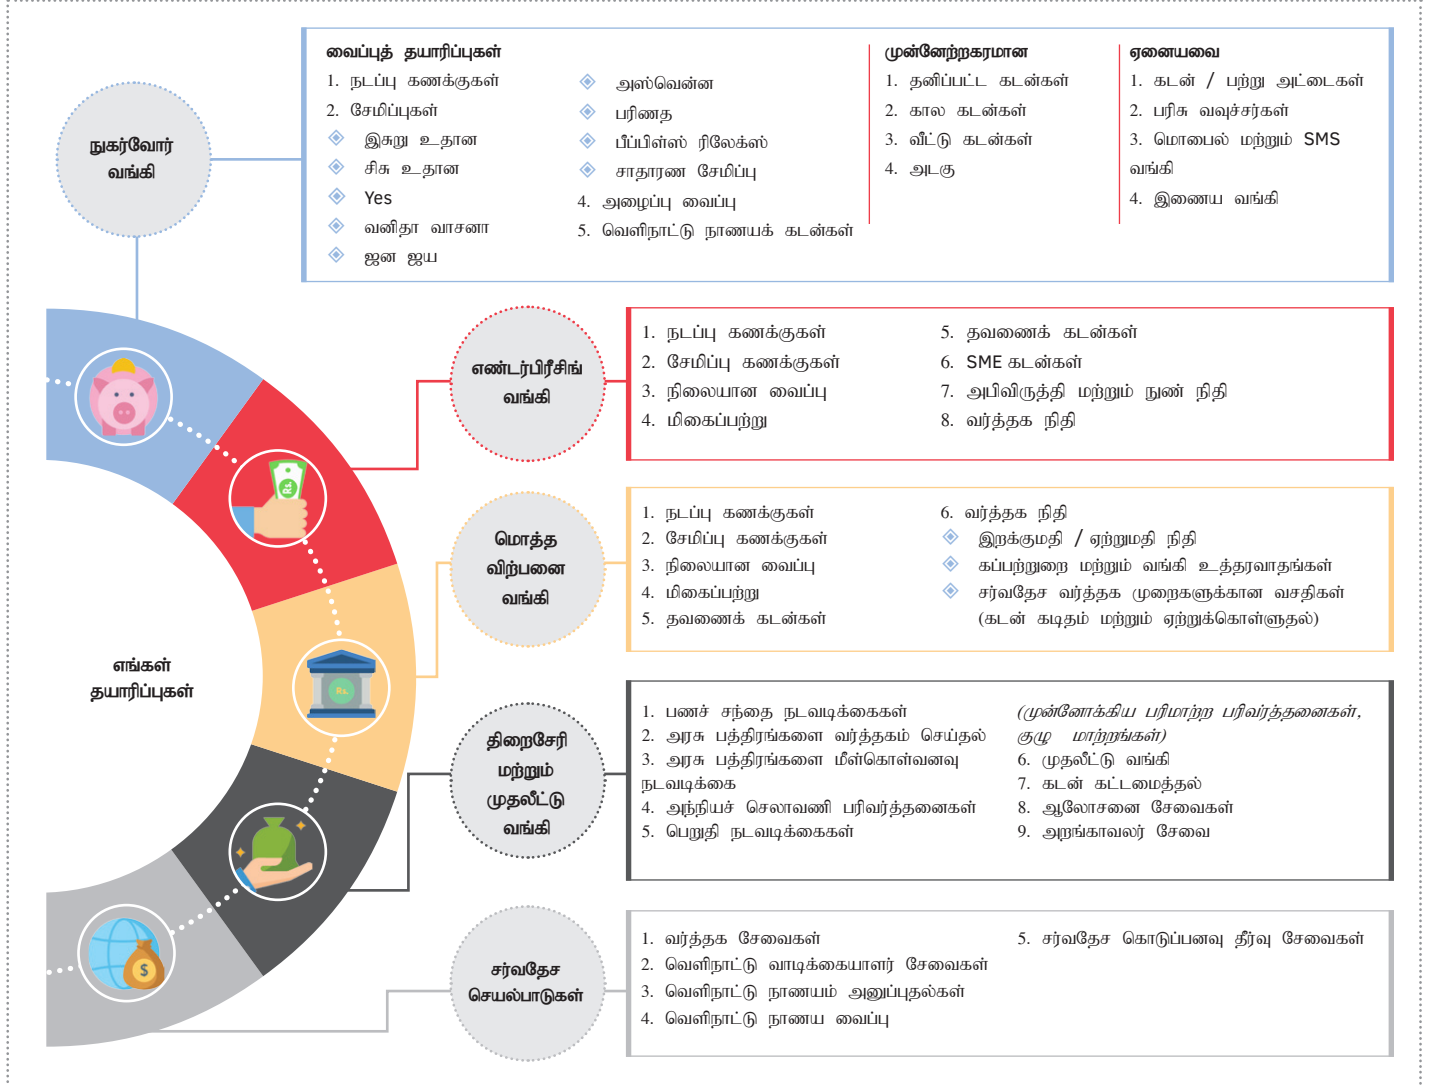 நுகர்வோர்
வங்கி
வைப்புத் தயாரிப்புகள்
1. நடப்பு கணக்குகள்
2. சேமிப்புகள்
இசுறு உதான
சிசு உதான
Yes
வனிதா வாசனா
ஜன ஜய
அஸ்வென்ன
பரிணத
பீப்பிள்ஸ் ரிலேக்ஸ்
சாதாரண சேமிப்பு
4. அழைப்பு வைப்பு
5. வெளிநாட்டு நாணயக் கடன்கள்
முன்னேற்றகரமான
1. தனிப்பட்ட கடன்கள்
2. கால கடன்கள்
3. வீட்டு கடன்கள்
4. அடகு
ஏனையவை
1. கடன் / பற்று அட்டைகள்
2. பரிசு வவுச்சர்கள்
3. மொபைல் மற்றும் SMS
வங்கி
4. இணைய வங்கி
எண்டர்பிரீசிங்
வங்கி
1. நடப்பு கணக்குகள்
2. சேமிப்பு கணக்குகள்
3. நிலையான வைப்பு
4. மிகைப்பற்று
5. தவணைக் கடன்கள்
6. SME கடன்கள்
7. அபிவிருத்தி மற்றும் நுண் நிதி
8. வர்த்தக நிதி
மொத்த
விற்பனை
வங்கி
1. நடப்பு கணக்குகள்
2. சேமிப்பு கணக்குகள்
3. நிலையான வைப்பு
4. மிகைப்பற்று
5. தவணைக் கடன்கள்
6. வர்த்தக நிதி
இறக்குமதி / ஏற்றுமதி நிதி
கப்பற்றுறை மற்றும் வங்கி உத்தரவாதங்கள்
சர்வதேச வர்த்தக முறைகளுக்கான வசதிகள்
(கடன் கடிதம் மற்றும் ஏற்றுக்கொள்ளுதல்)
எங்கள்
தயாரிப்புகள்
திறைசேரி
மற்றும்
முதலீட்டு
வங்கி
1. பணச் சந்தை நடவடிக்கைகள்
2. அரசு பத்திரங்களை வர்த்தகம் செய்தல்
3. அரசு பத்திரங்களை மீள்கொள்வனவு
நடவடிக்கை
4. அந்நியச் செலாவணி பரிவர்த்தனைகள்
5. பெறுதி நடவடிக்கைகள்
(முன்னோக்கிய பரிமாற்ற பரிவர்த்தனைகள்,
குழு மாற்றங்கள்)
6. முதலீட்டு வங்கி
7. கடன் கட்டமைத்தல்
8. ஆலோசனை சேவைகள்
9. அறங்காவலர் சேவை
சர்வதேச
செயல்பாடுகள்
1. வர்த்தக சேவைகள்
2. வெளிநாட்டு வாடிக்கையாளர் சேவைகள்
3. வெளிநாட்டு நாணயம் அனுப்புதல்கள்
4. வெளிநாட்டு நாணய வைப்பு
5. சர்வதேச கொடுப்பனவு தீர்வு சேவைகள்
Rs.
Rs.
$